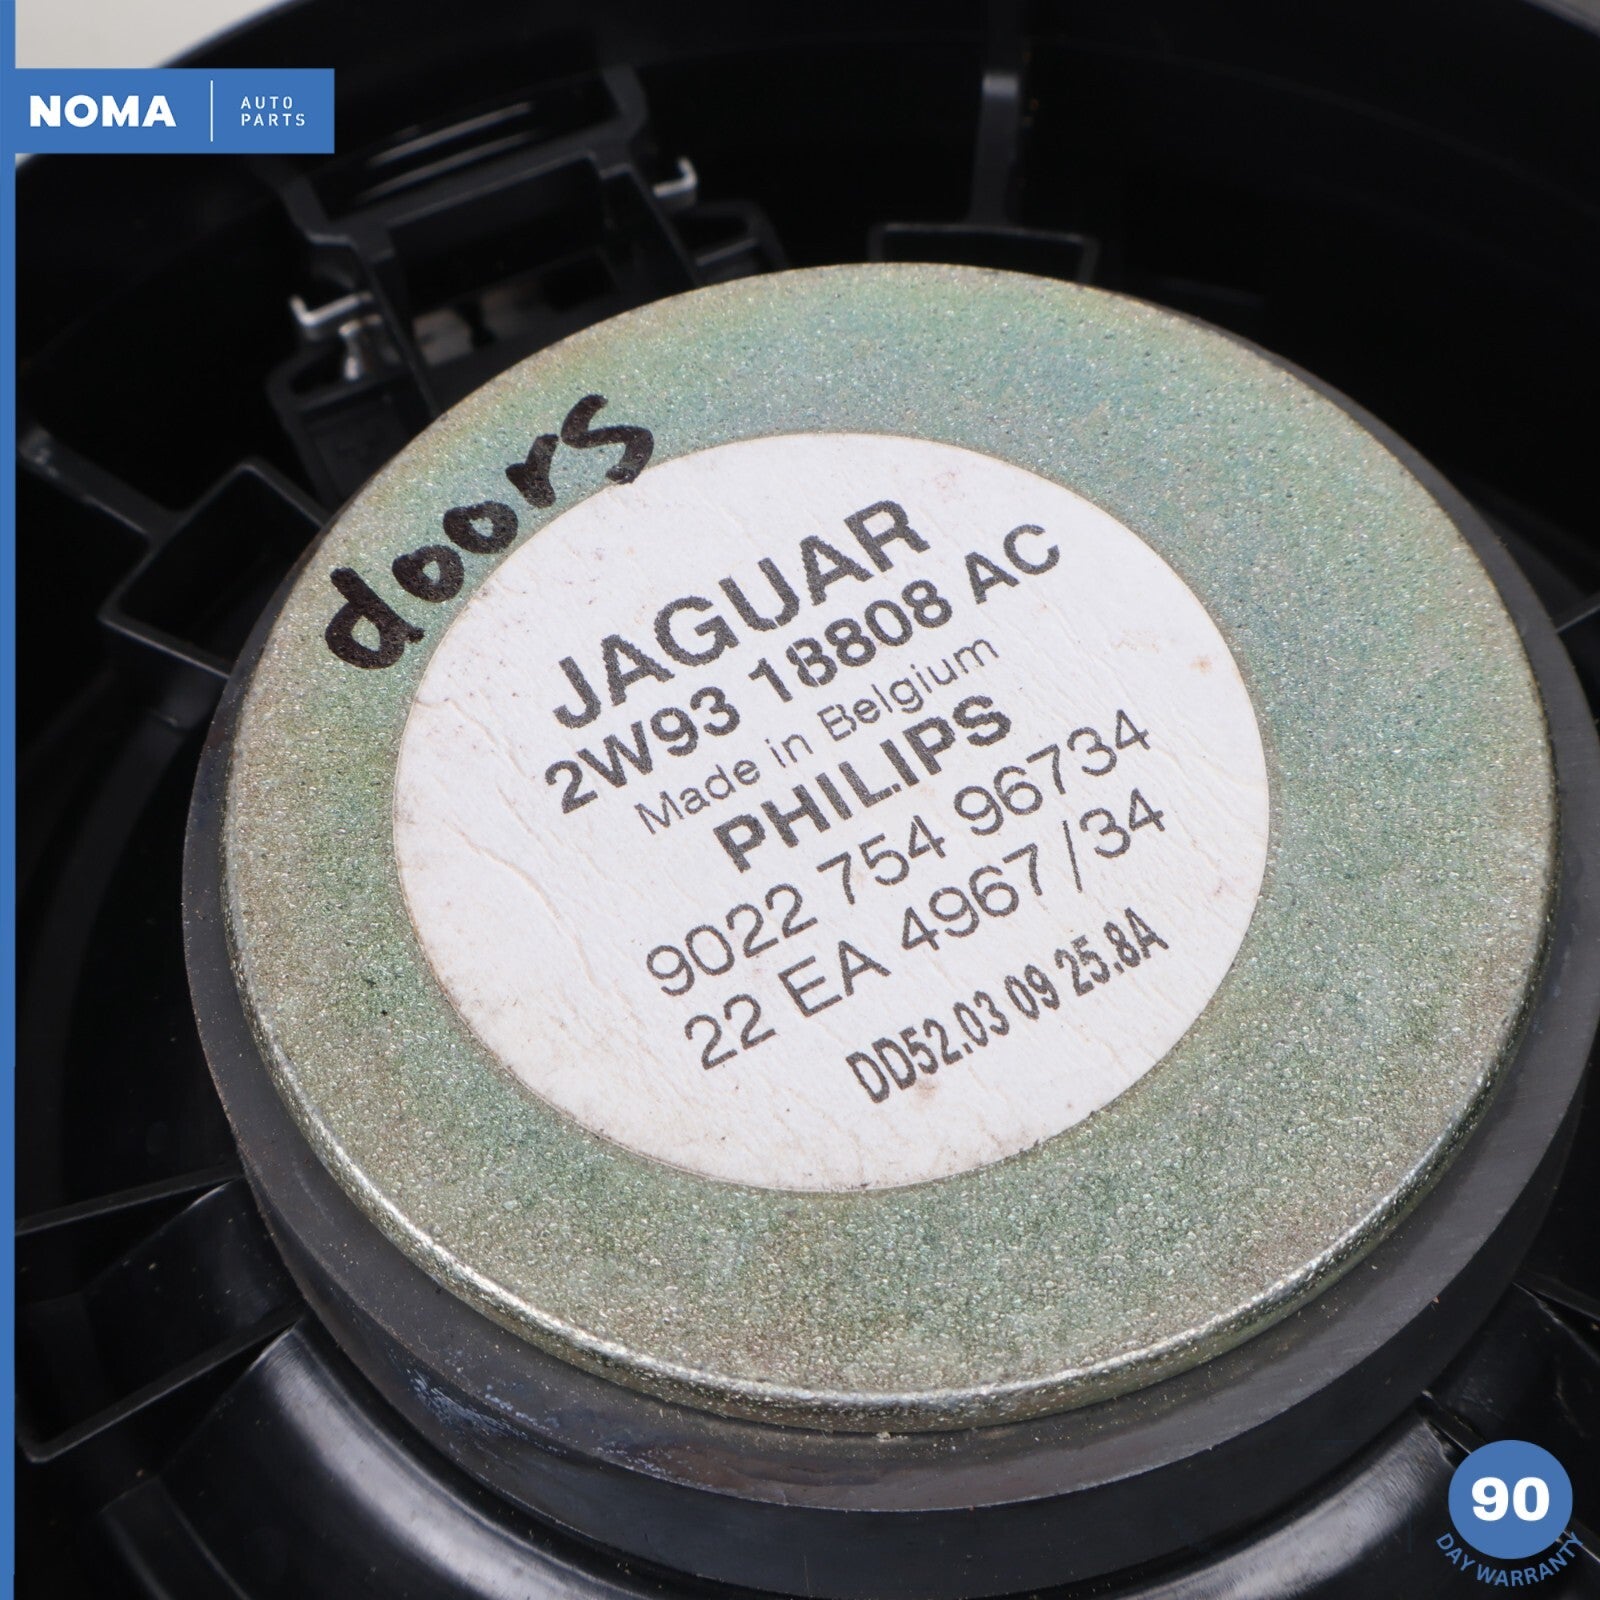 NOMA AUTO PARTS
doors
JAGUAR
2W93 18808 AC
Made in Belgium
PHILIPS
9022 754 96734
22 EA 4967 / 34
DD52.03 09 25.8A
90
DAY WARRANTY